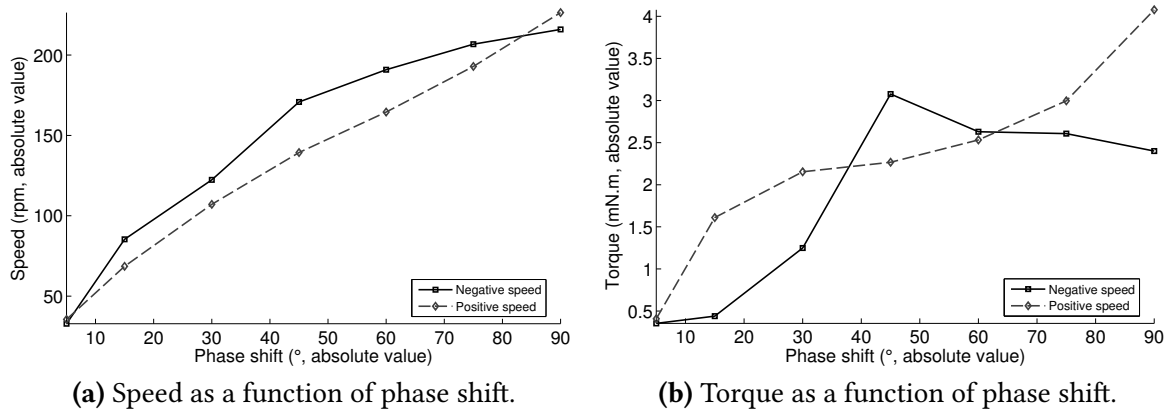 200
150
100
50
Speed (rpm, absolute value)
10 20 30 40 50 60 70 80 90
Phase shift (°, absolute value)
Negative speed
Positive speed
(a) Speed as a function of phase shift.
4
3.5
3
2.5
2
1.5
1
0.5
Torque (mN.m, absolute value)
10 20 30 40 50 60 70 80 90
Phase shift (°, absolute value)
Negative speed
Positive speed
(b) Torque as a function of phase shift.